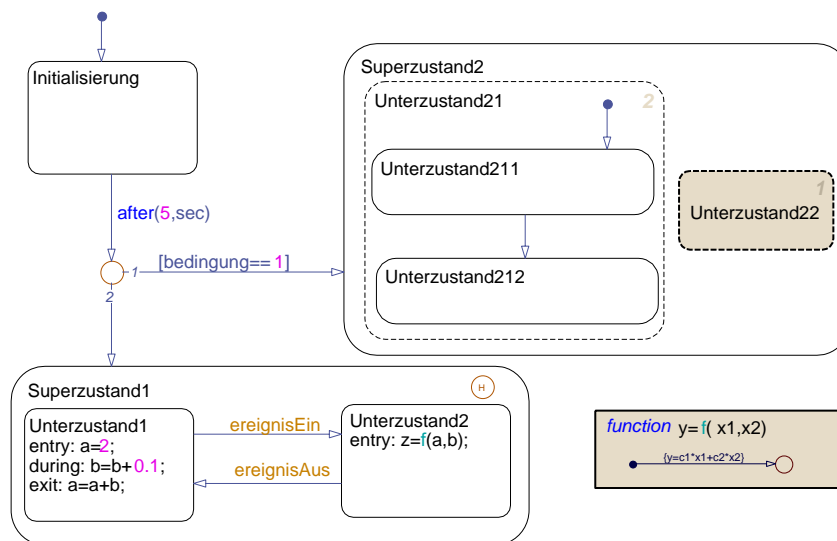 Initialisierung
Superzustand2
Unterzustand21
2
Unterzustand211
1
Unterzustand22
after(5,sec)
1
[bedingung==1]
2
Unterzustand212
Superzustand1
H
Unterzustand1
entry: a=2;
during: b=b+0.1;
exit: a=a+b;
ereignisEin
ereignisAus
Unterzustand2
entry: z=f(a,b);
function y=f( x1,x2)
{y=c1*x1+c2*x2}